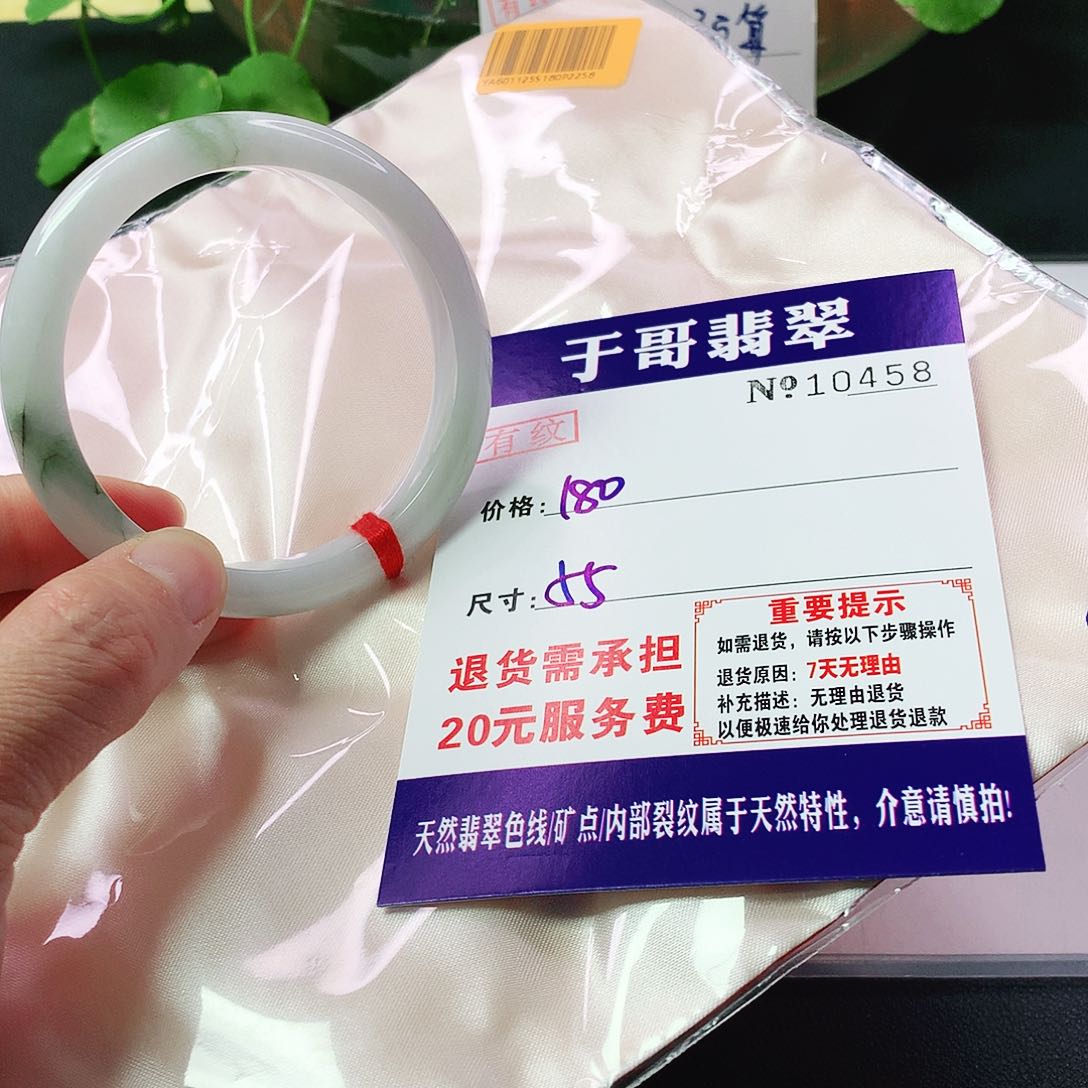 35算
YA601125S180P2258
于哥翡翠
Nº10458
有纹
价格:180
尺寸:55
退货需承担
20元服务费
重要提示
如需退货，请按以下步骤操作
退货原因：7天无理由
补充描述：无理由退货
以便极速给你处理退货退款
天然翡翠色线/矿点/内部裂纹属于天然特性，介意请慎拍!